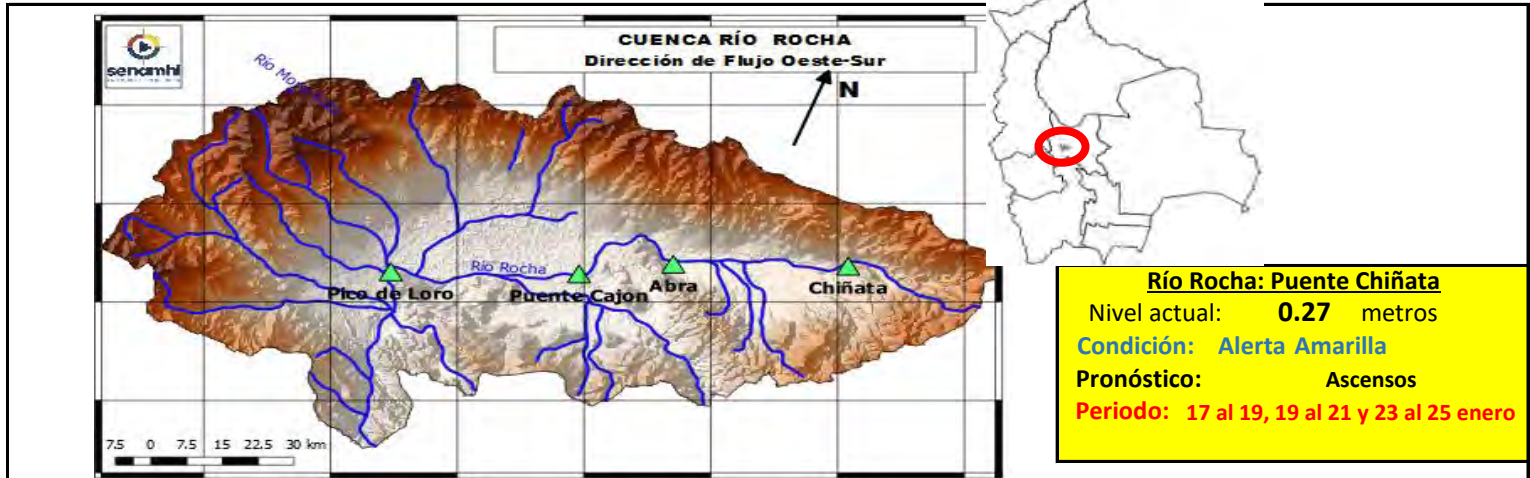 senamhi
CUENCA RÍO ROCHA
Dirección de Flujo Oeste-Sur
N
Río
Río Rocha
Pico de Loro
Puente Cajon
Abra
Chiñata
7.5 0 7.5 15 22.5 30 km
Río Rocha: Puente Chiñata
Nivel actual: 0.27 metros
Condición: Alerta Amarilla
Pronóstico: Ascensos
Periodo: 17 al 19, 19 al 21 y 23 al 25 enero